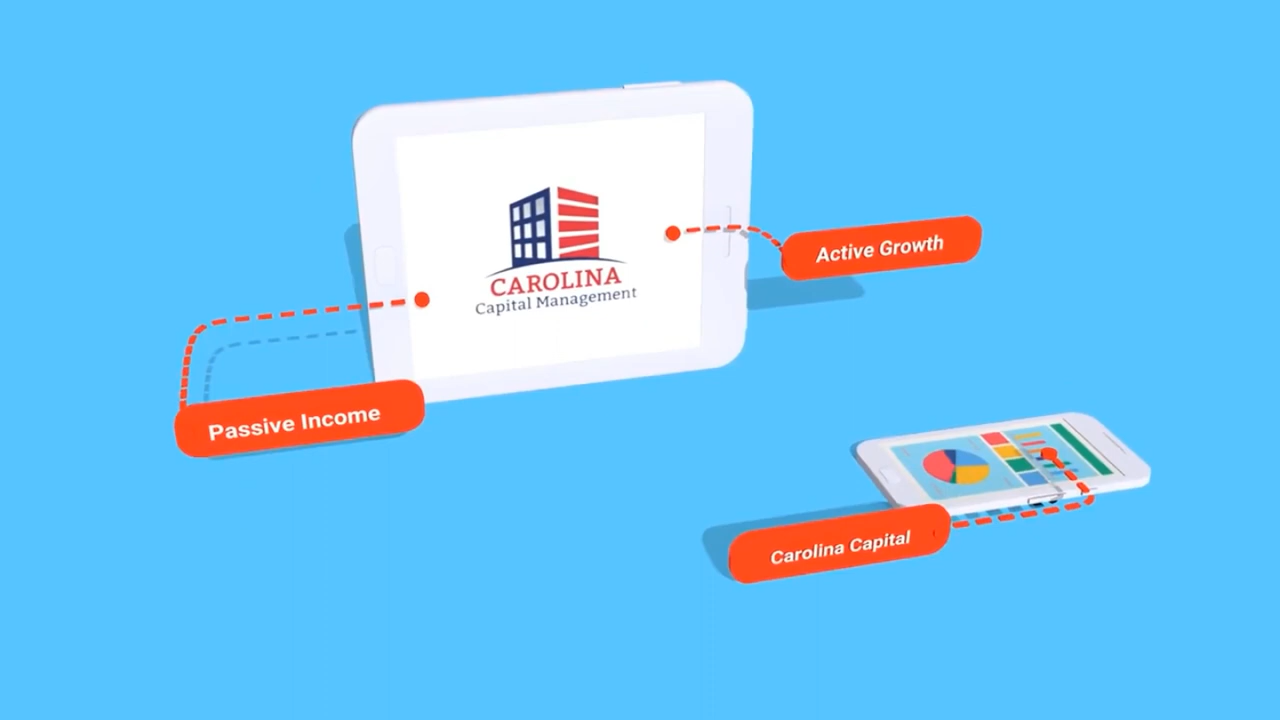 CAROLINA
Capital Management
Active Growth
Passive Income
Carolina Capital